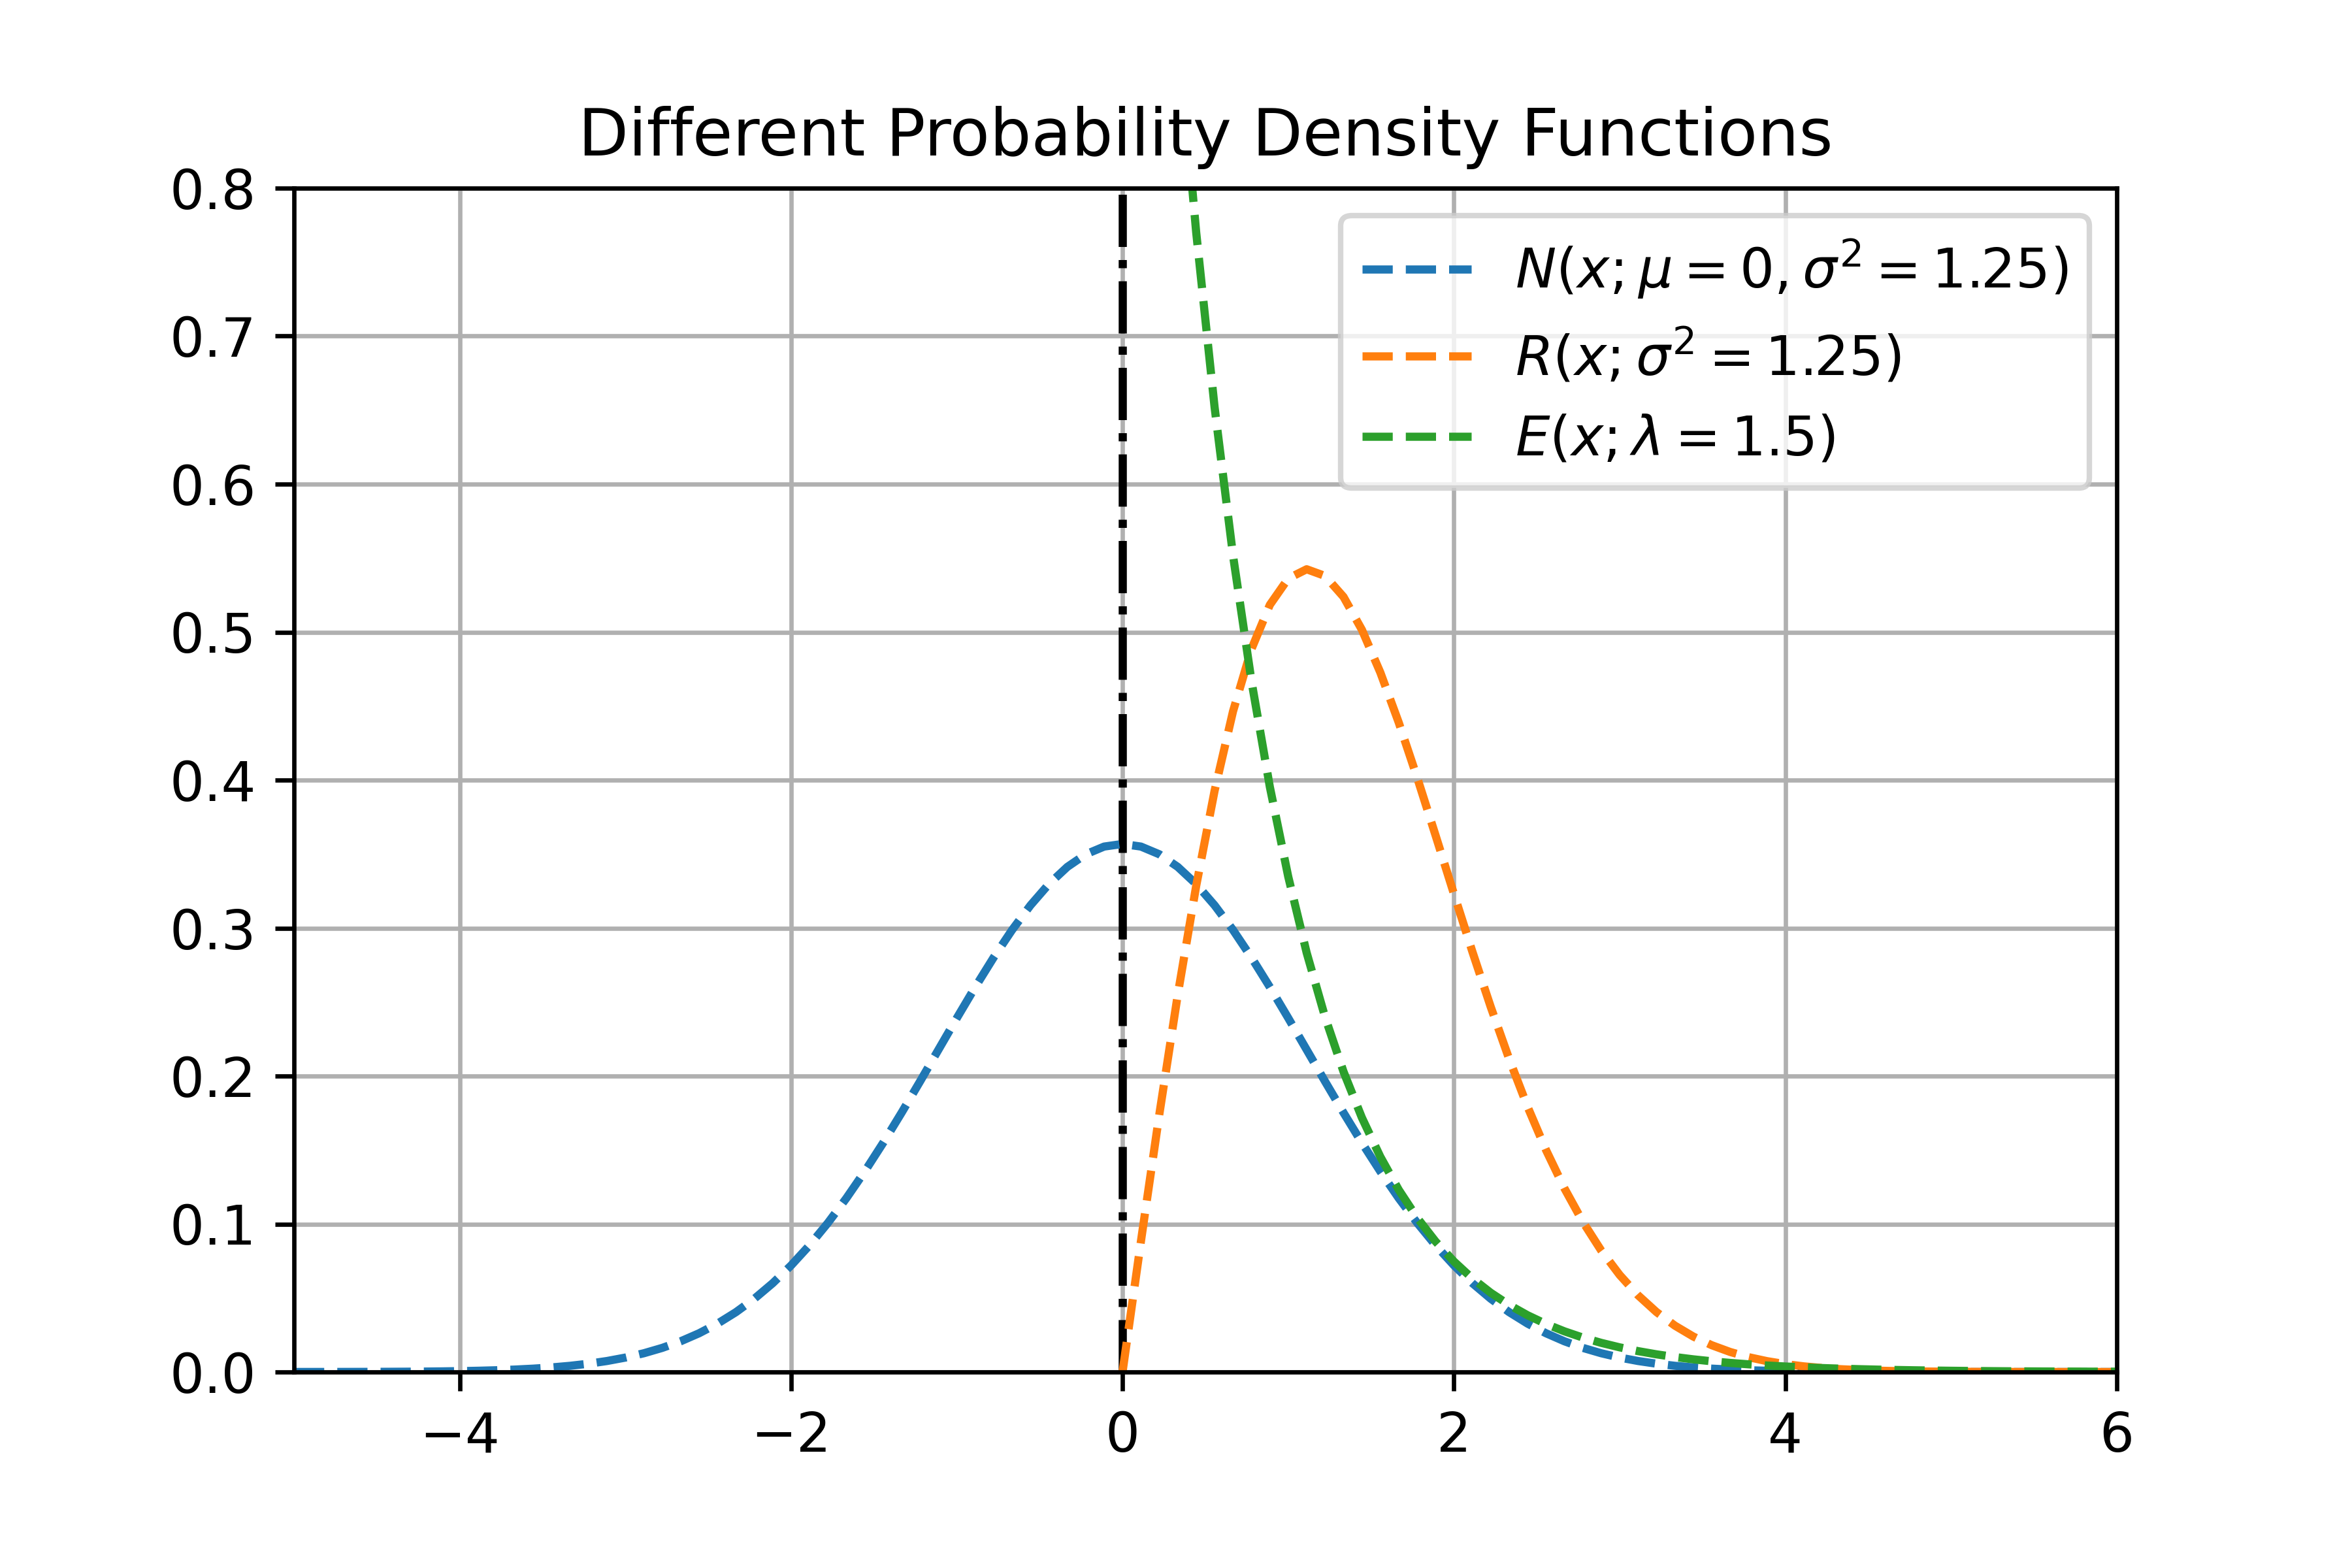 Different Probability Density Functions
0.8
0.7
0.6
0.5
0.4
0.3
0.2
0.1
0.0
N(x; μ = 0, σ² = 1.25)
R(x; σ² = 1.25)
E(x; λ = 1.5)
−4 −2 0 2 4 6